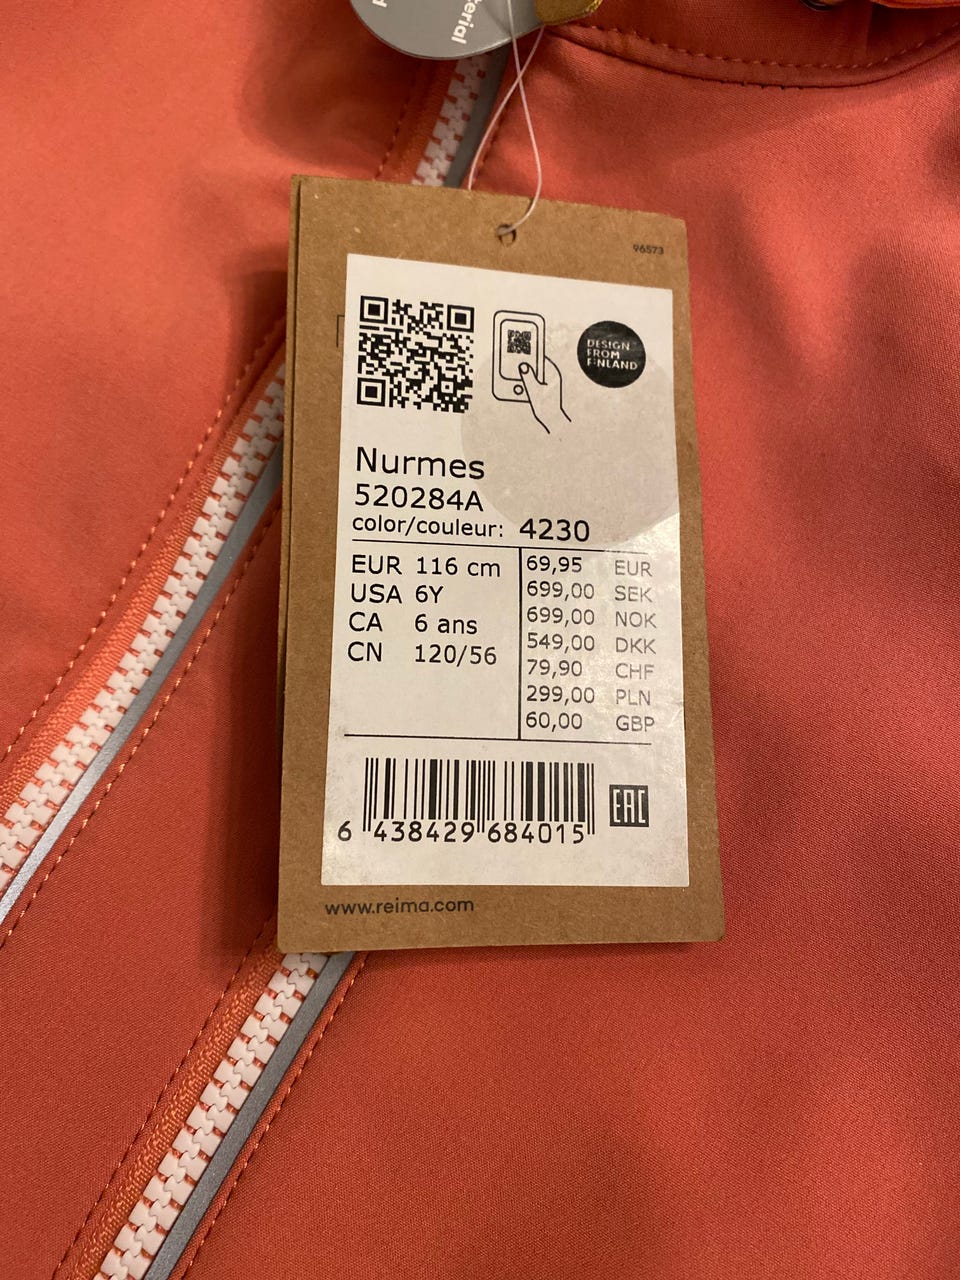 terial
96573
DESIGN
FROM
FINLAND
Nurmes
520284A
color/couleur: 4230
EUR 116 cm
USA 6Y
CA 6 ans
CN 120/56
69,95 EUR
699,00 SEK
699,00 NOK
549,00 DKK
79,90 CHF
299,00 PLN
60,00 GBP
6 438429 684015
EAC
www.reima.com